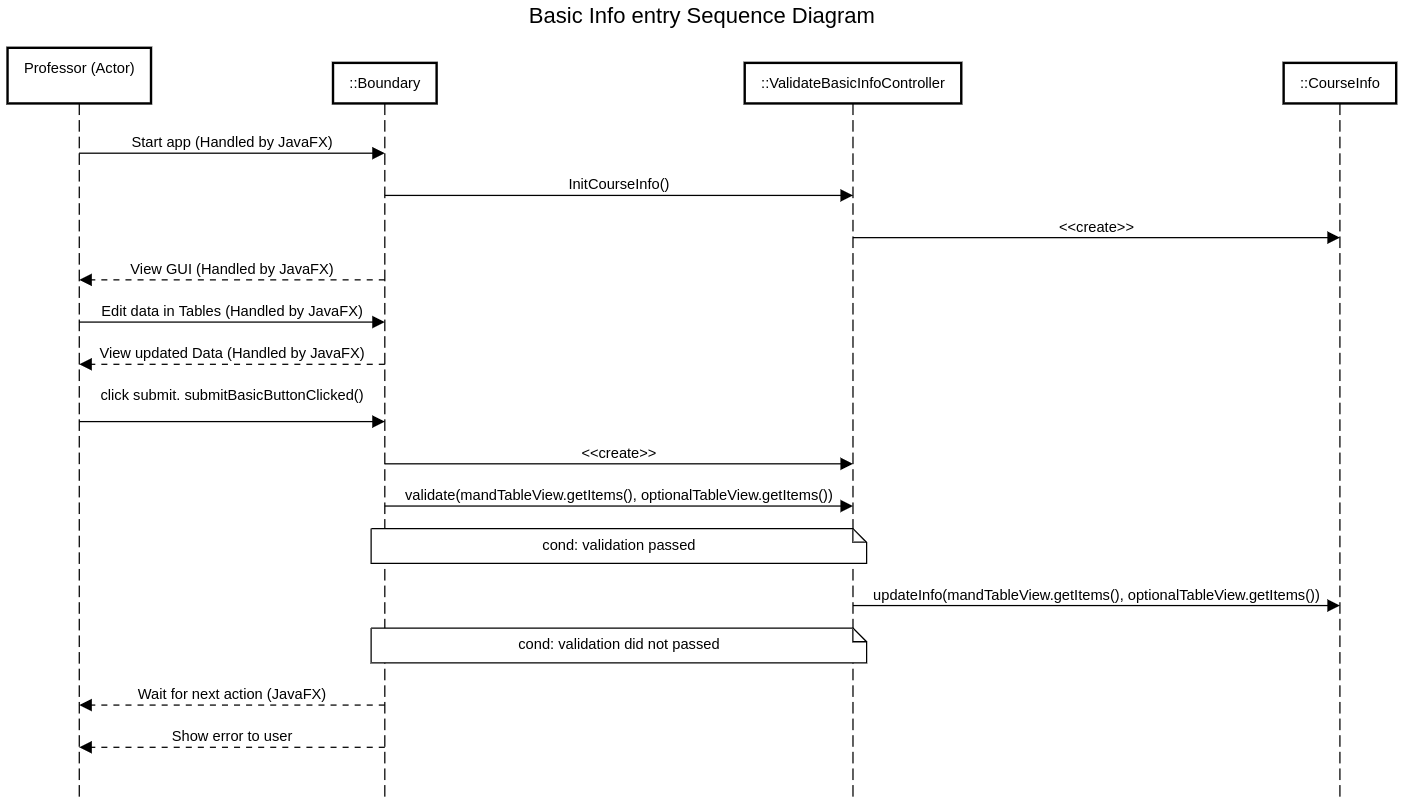 Basic Info entry Sequence Diagram
Professor (Actor)
::Boundary
::ValidateBasicInfoController
::CourseInfo
Start app (Handled by JavaFX)
InitCourseInfo()
<<create>>
View GUI (Handled by JavaFX)
Edit data in Tables (Handled by JavaFX)
View updated Data (Handled by JavaFX)
click submit. submitBasicButtonClicked()
<<create>>
validate(mandTableView.getItems(), optionalTableView.getItems())
cond: validation passed
updateInfo(mandTableView.getItems(), optionalTableView.getItems())
cond: validation did not passed
Wait for next action (JavaFX)
Show error to user